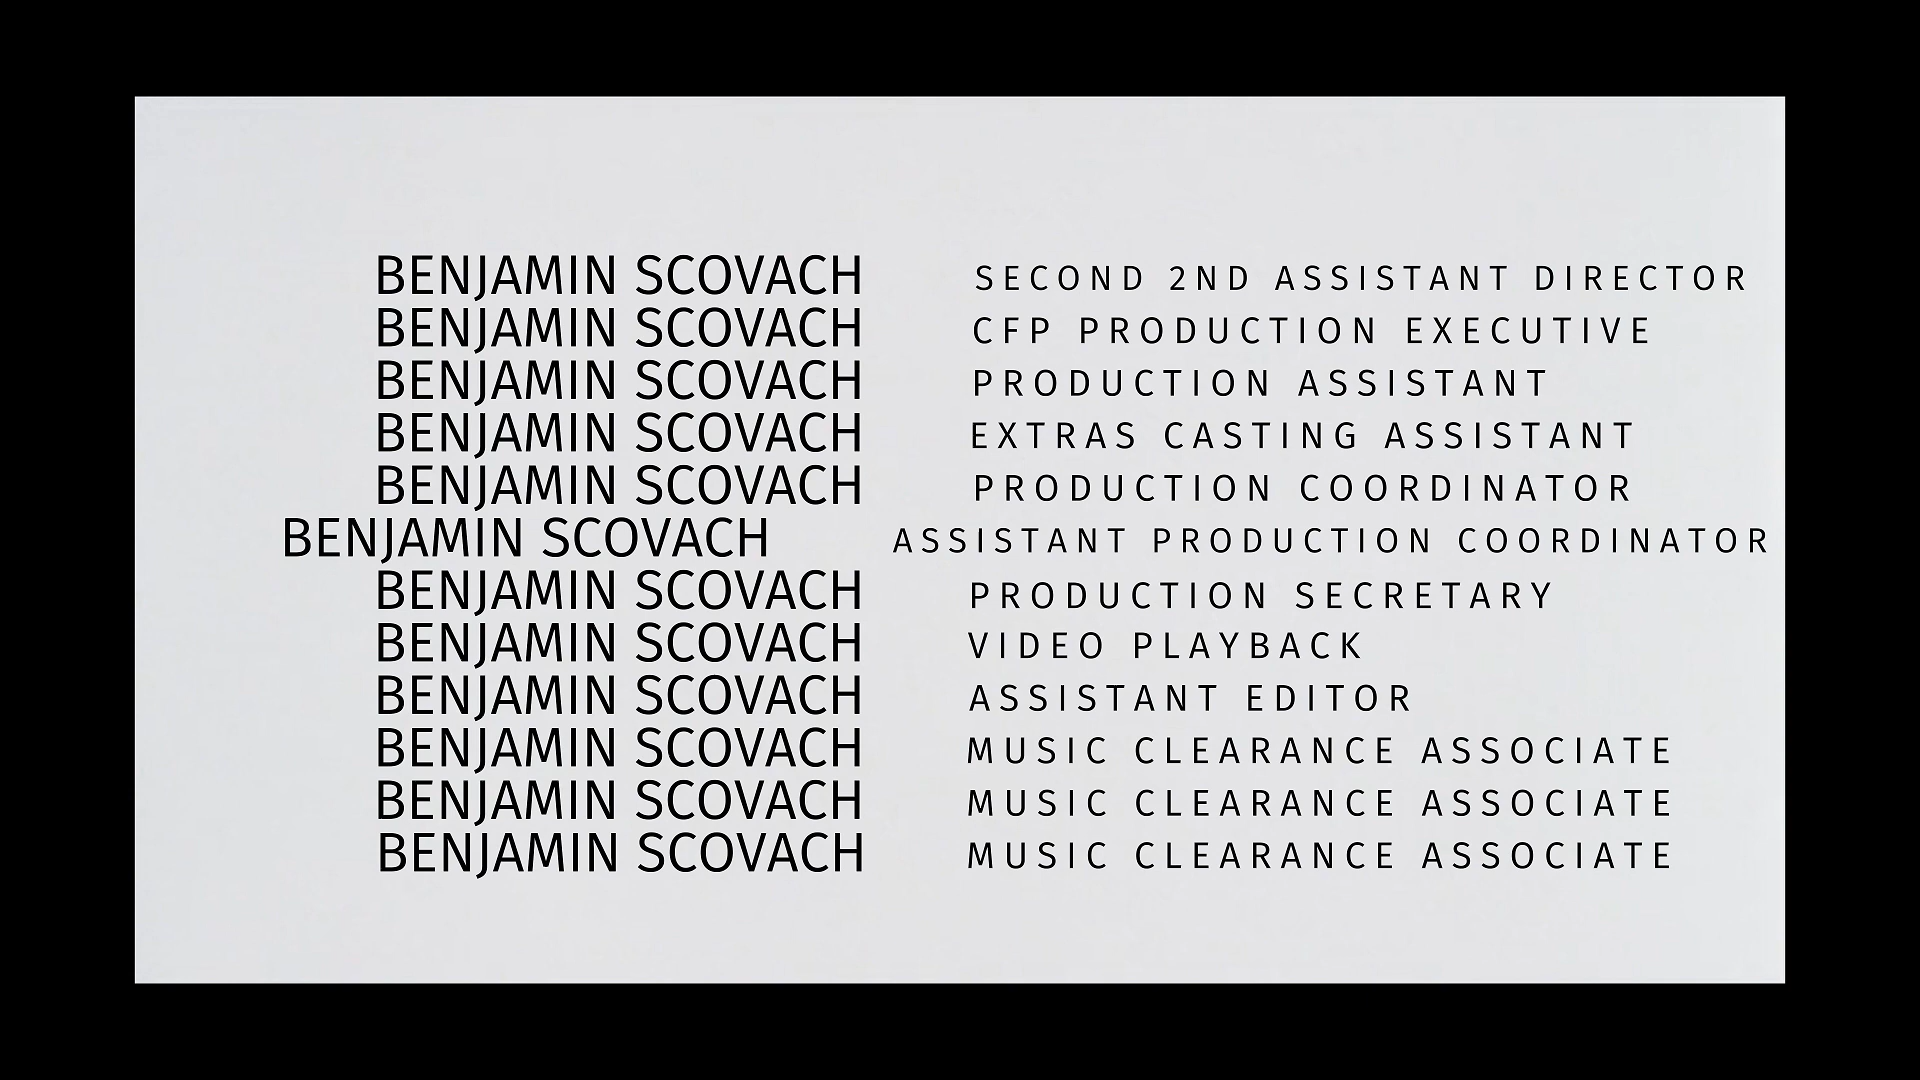 BENJAMIN SCOVACH SECOND 2ND ASSISTANT DIRECTOR
BENJAMIN SCOVACH CFP PRODUCTION EXECUTIVE
BENJAMIN SCOVACH PRODUCTION ASSISTANT
BENJAMIN SCOVACH EXTRAS CASTING ASSISTANT
BENJAMIN SCOVACH PRODUCTION COORDINATOR
BENJAMIN SCOVACH ASSISTANT PRODUCTION COORDINATOR
BENJAMIN SCOVACH PRODUCTION SECRETARY
BENJAMIN SCOVACH VIDEO PLAYBACK
BENJAMIN SCOVACH ASSISTANT EDITOR
BENJAMIN SCOVACH MUSIC CLEARANCE ASSOCIATE
BENJAMIN SCOVACH MUSIC CLEARANCE ASSOCIATE
BENJAMIN SCOVACH MUSIC CLEARANCE ASSOCIATE